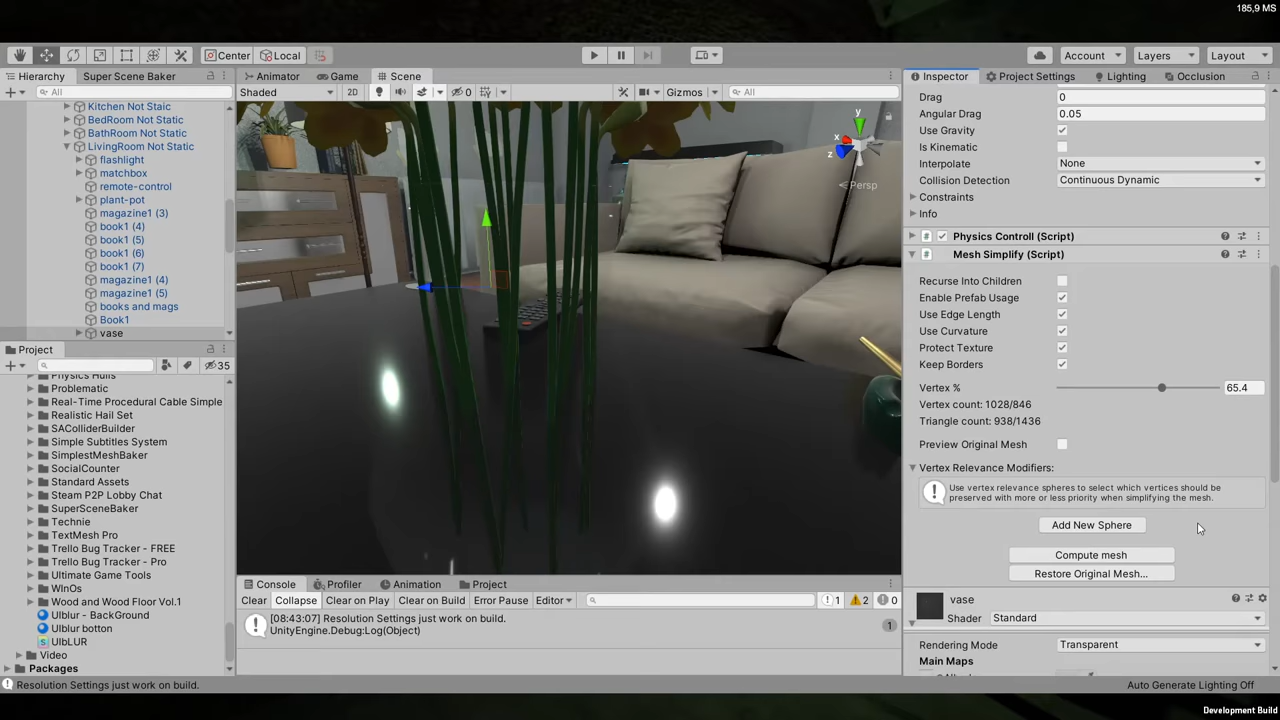 185,9 MS
Center
Local
Account
Layers
Layout
Hierarchy
Super Scene Baker
All
Kitchen Not Staic
BedRoom Not Static
BathRoom Not Static
LivingRoom Not Static
flashlight
matchbox
remote-control
plant-pot
magazine1 (3)
book1 (4)
book1 (5)
book1 (6)
book1 (7)
magazine1 (4)
magazine1 (5)
books and mags
Book1
vase
Project
35
Physics Hulls
Problematic
Real-Time Procedural Cable Simple
Realistic Hail Set
SAColliderBuilder
Simple Subtitles System
SimplestMeshBaker
SocialCounter
Standard Assets
Steam P2P Lobby Chat
SuperSceneBaker
Technie
TextMesh Pro
Trello Bug Tracker - FREE
Trello Bug Tracker - Pro
Ultimate Game Tools
WInOs
Wood and Wood Floor Vol.1
UIblur - BackGround
UIblur botton
UIbLUR
Video
Packages
Animator
Game
Scene
Shaded
2D
0
Gizmos
All
y
x
z
Persp
Console
Profiler
Animation
Project
Clear
Collapse
Clear on Play
Clear on Build
Error Pause
Editor
1
2
0
[08:43:07] Resolution Settings just work on build.
UnityEngine.Debug:Log(Object)
1
Inspector
Project Settings
Lighting
Occlusion
Drag
0
Angular Drag
0.05
Use Gravity
Is Kinematic
Interpolate
None
Collision Detection
Continuous Dynamic
Constraints
Info
Physics Controll (Script)
Mesh Simplify (Script)
Recurse Into Children
Enable Prefab Usage
Use Edge Length
Use Curvature
Protect Texture
Keep Borders
Vertex %
65.4
Vertex count: 1028/846
Triangle count: 938/1436
Preview Original Mesh
Vertex Relevance Modifiers:
Use vertex relevance spheres to select which vertices should be
preserved with more or less priority when simplifying the mesh.
Add New Sphere
Compute mesh
Restore Original Mesh...
vase
Shader
Standard
Rendering Mode
Transparent
Main Maps
Resolution Settings just work on build.
Auto Generate Lighting Off
Development Build